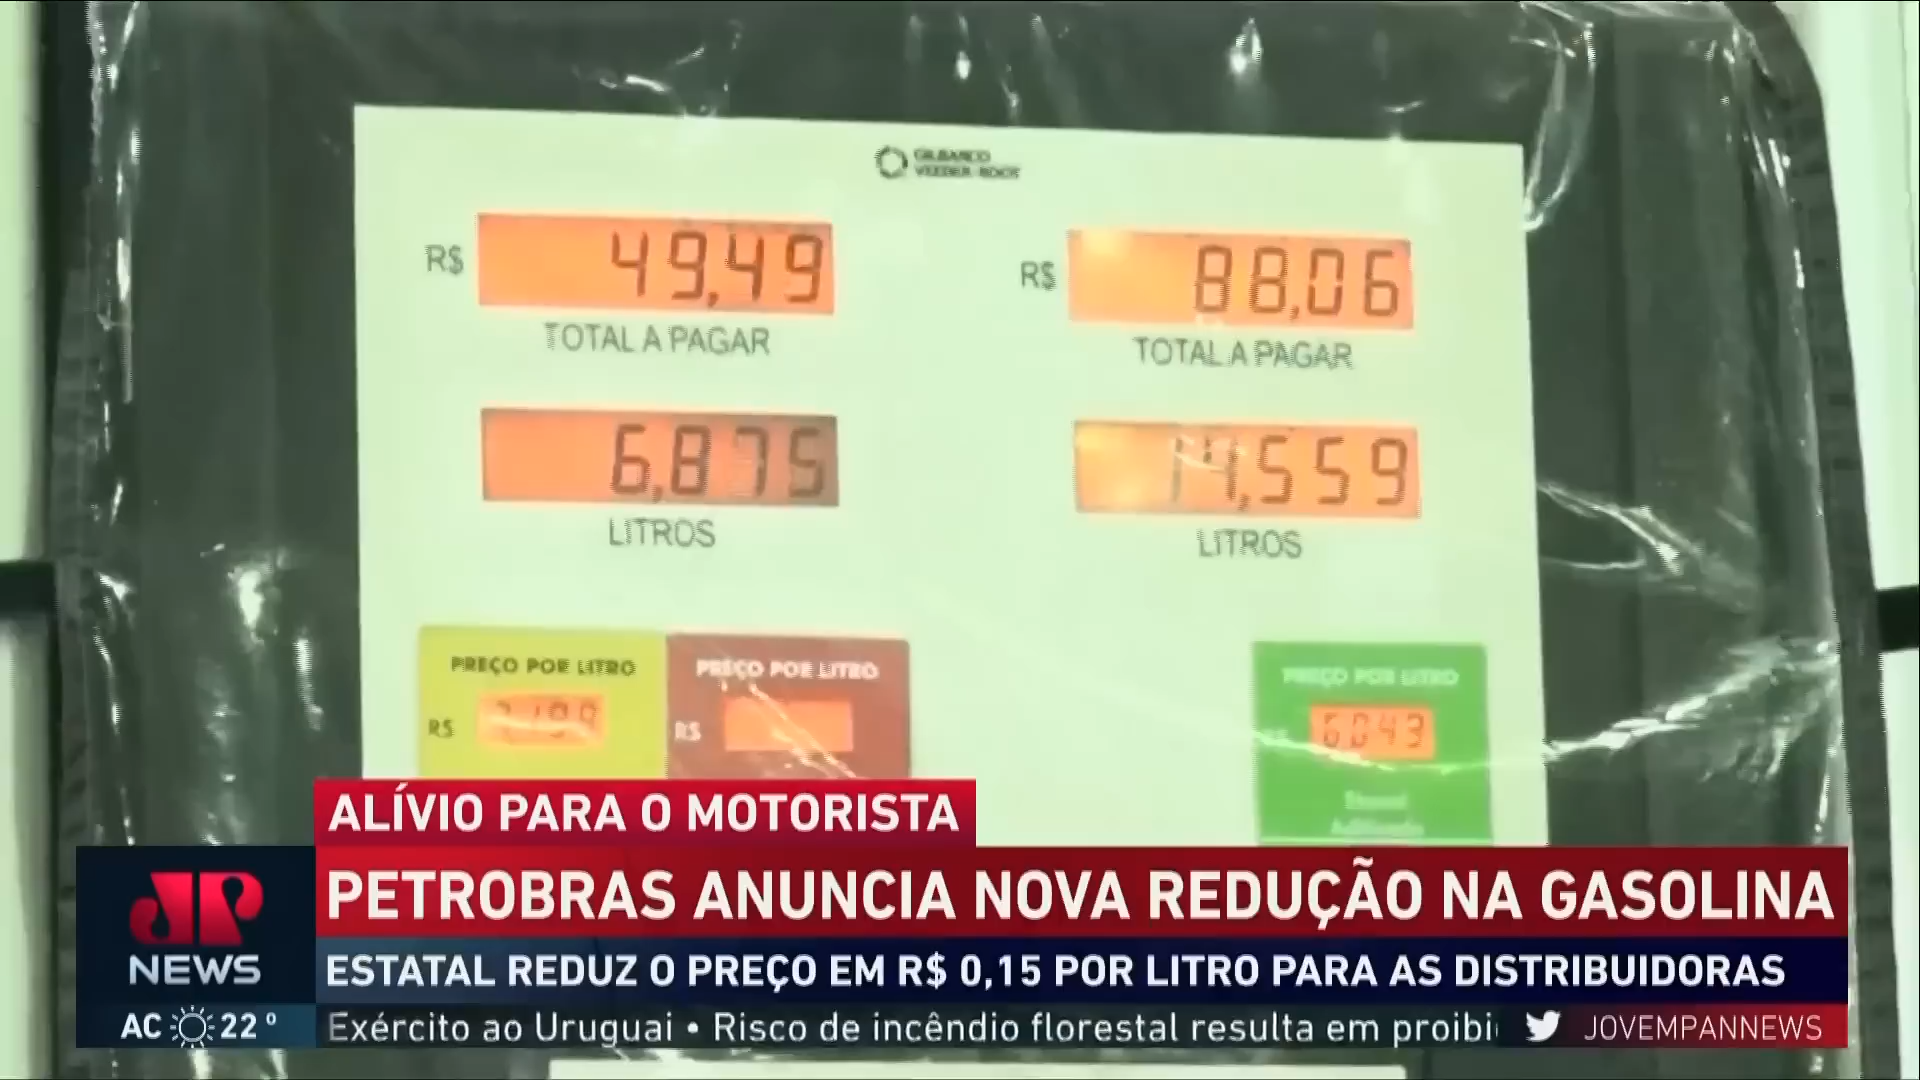 GILBARCO
VEEDER-ROOT
R$ 49,49
TOTAL A PAGAR
R$ 88,06
TOTAL A PAGAR
6,875
LITROS
14,559
LITROS
PREÇO POR LITRO
R$
PREÇO POR LITRO
R$
PREÇO POR LITRO
6043
ALÍVIO PARA O MOTORISTA
PETROBRAS ANUNCIA NOVA REDUÇÃO NA GASOLINA
ESTATAL REDUZ O PREÇO EM R$ 0,15 POR LITRO PARA AS DISTRIBUIDORAS
JP
NEWS
AC 22º
Exército ao Uruguai • Risco de incêndio florestal resulta em proibi
JOVEMPANNEWS